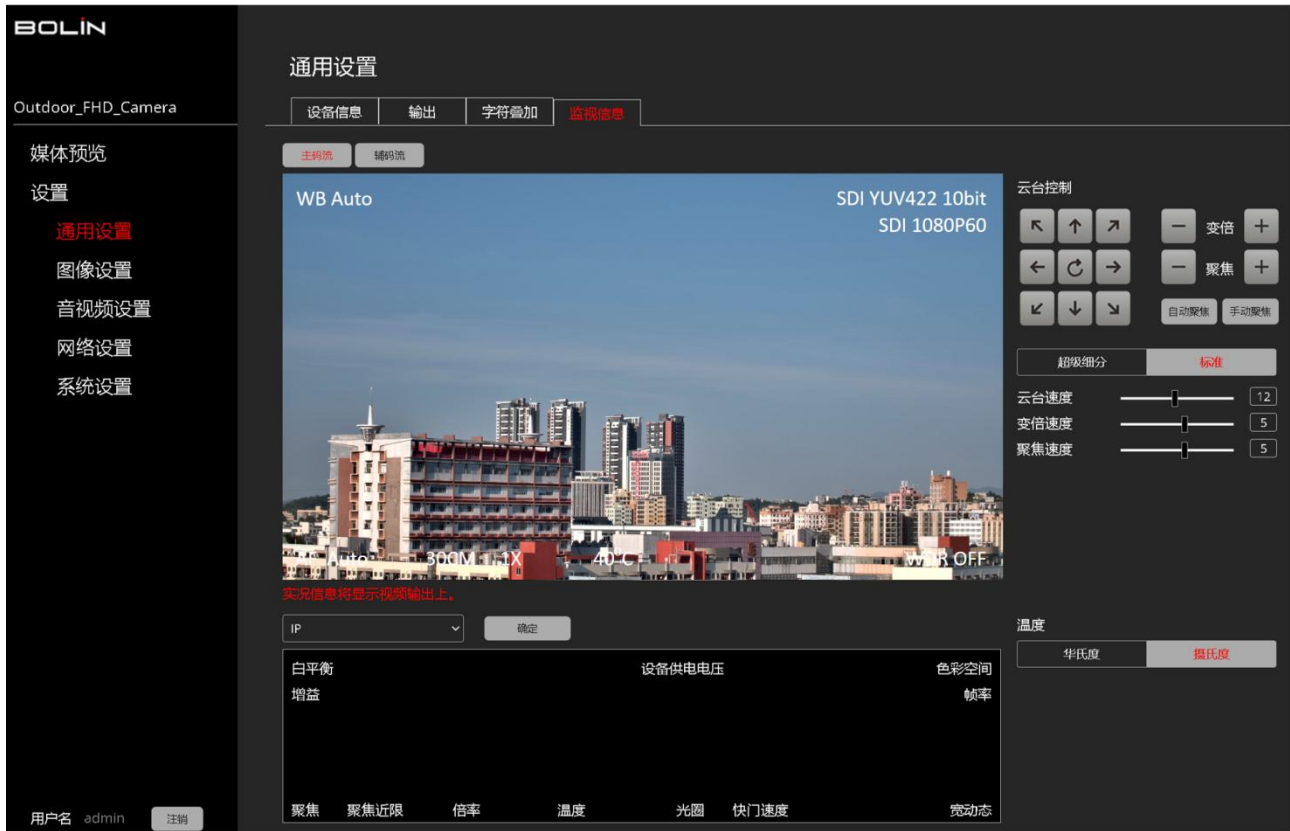 BOLIN
Outdoor_FHD_Camera
媒体预览
设置
通用设置
图像设置
音视频设置
网络设置
系统设置
用户名 admin 注销
通用设置
设备信息 输出 字符叠加 监视信息
主码流 辅码流
WB Auto
SDI YUV422 10bit
SDI 1080P60
Auto 30CM 1X 40°C WDR OFF
实况信息将显示视频输出上。
IP 确定
白平衡 设备供电电压 色彩空间
增益 帧率
聚焦 聚焦近限 倍率 温度 光圈 快门速度 宽动态
云台控制
变倍
聚焦
自动聚焦 手动聚焦
超级细分 标准
云台速度 12
变倍速度 5
聚焦速度 5
温度
华氏度 摄氏度